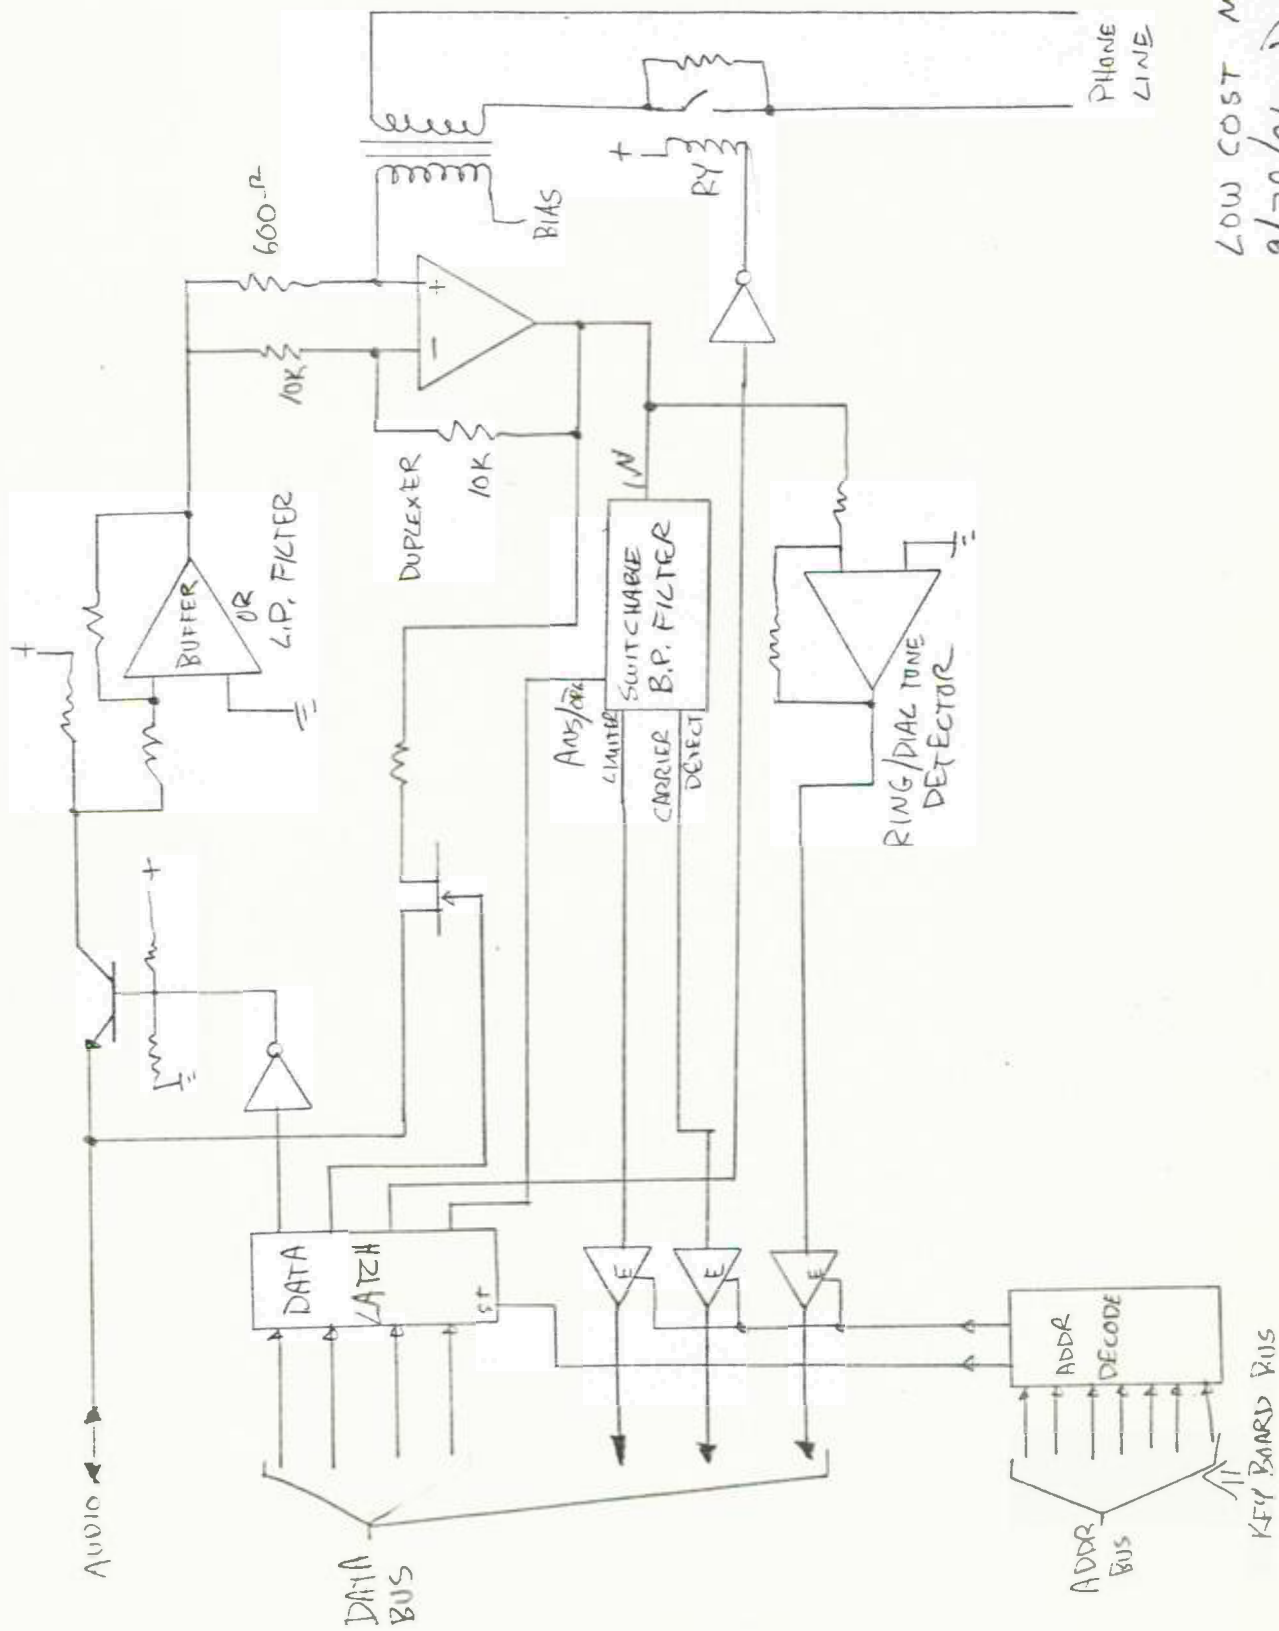 AUDIO
DATA
BUS
ADDR
BUS
KEY BOARD BUS
ADDR
DECODE
DATA
LATCH
ST
E
E
E
+
+
BUFFER
OR
L.P. FILTER
600 Ω
10K
10K
DUPLEXER
-
+
BIAS
ANS/ORG
LIMITER
CARRIER
DETECT
SWITCHABLE
B.P. FILTER
IN
RING/DIAL TONE
DETECTOR
+
RY
PHONE
LINE
LOW COST